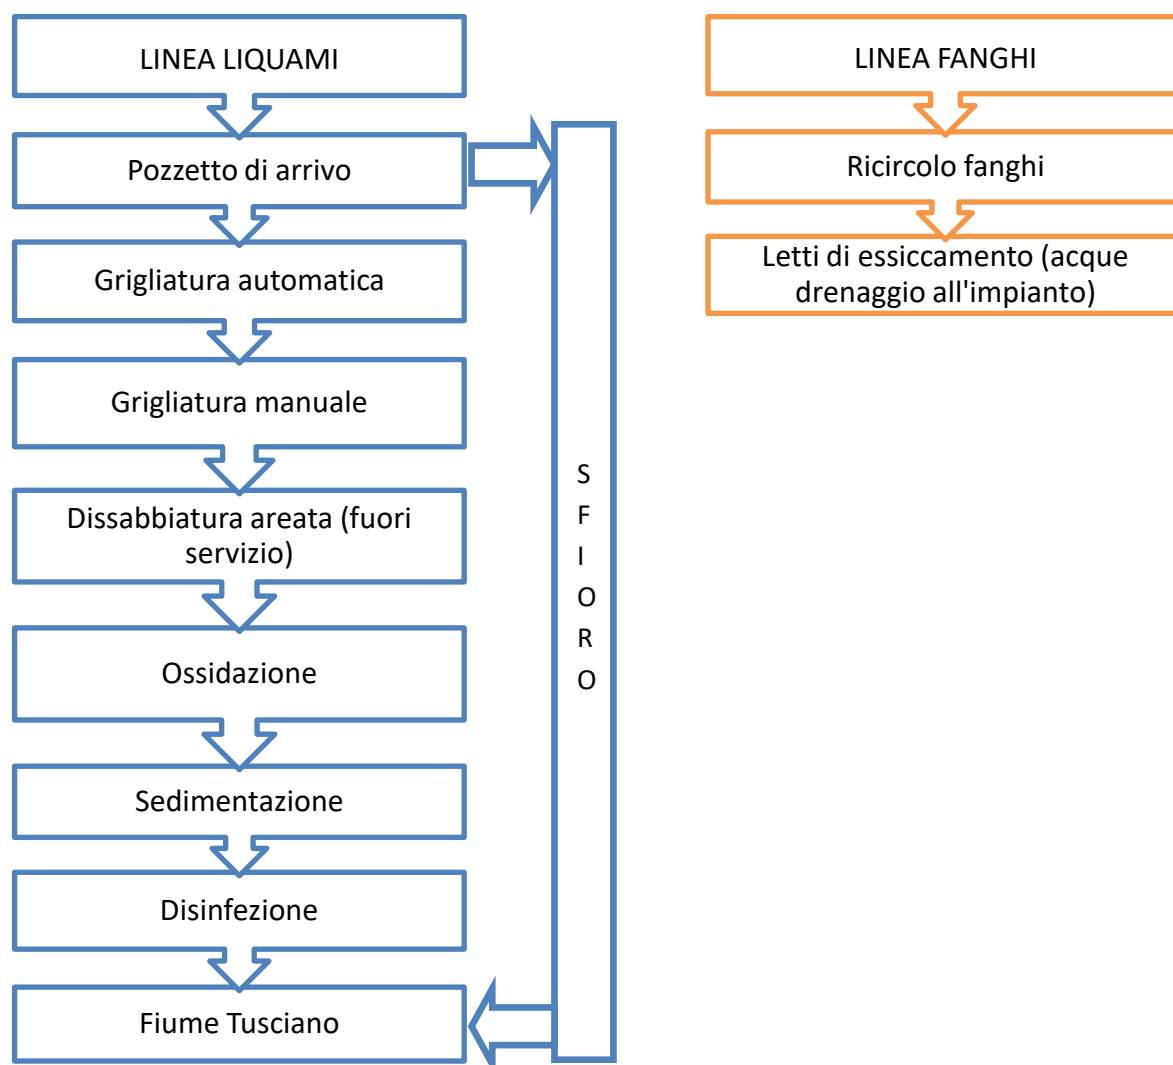 LINEA LIQUAMI
Pozzetto di arrivo
Grigliatura automatica
Grigliatura manuale
Dissabbiatura areata (fuori
servizio)
Ossidazione
Sedimentazione
Disinfezione
Fiume Tusciano
S
F
I
O
R
O
LINEA FANGHI
Ricircolo fanghi
Letti di essiccamento (acque
drenaggio all'impianto)